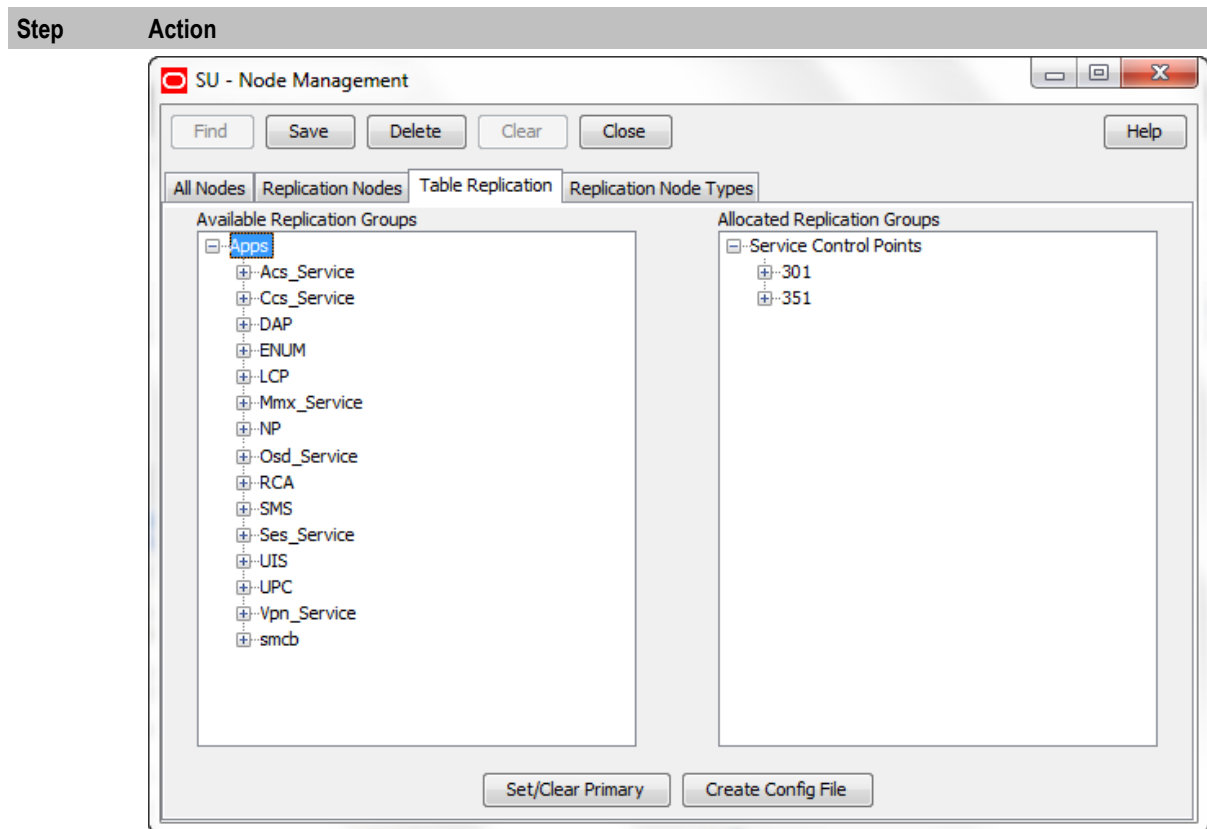 Step Action
SU - Node Management
Find Save Delete Clear Close Help
All Nodes Replication Nodes Table Replication Replication Node Types
Available Replication Groups Allocated Replication Groups
Apps Service Control Points
Acs_Service 301
Ccs_Service 351
DAP
ENUM
LCP
Mmx_Service
NP
Osd_Service
RCA
SMS
Ses_Service
UIS
UPC
Vpn_Service
smcb
Set/Clear Primary Create Config File